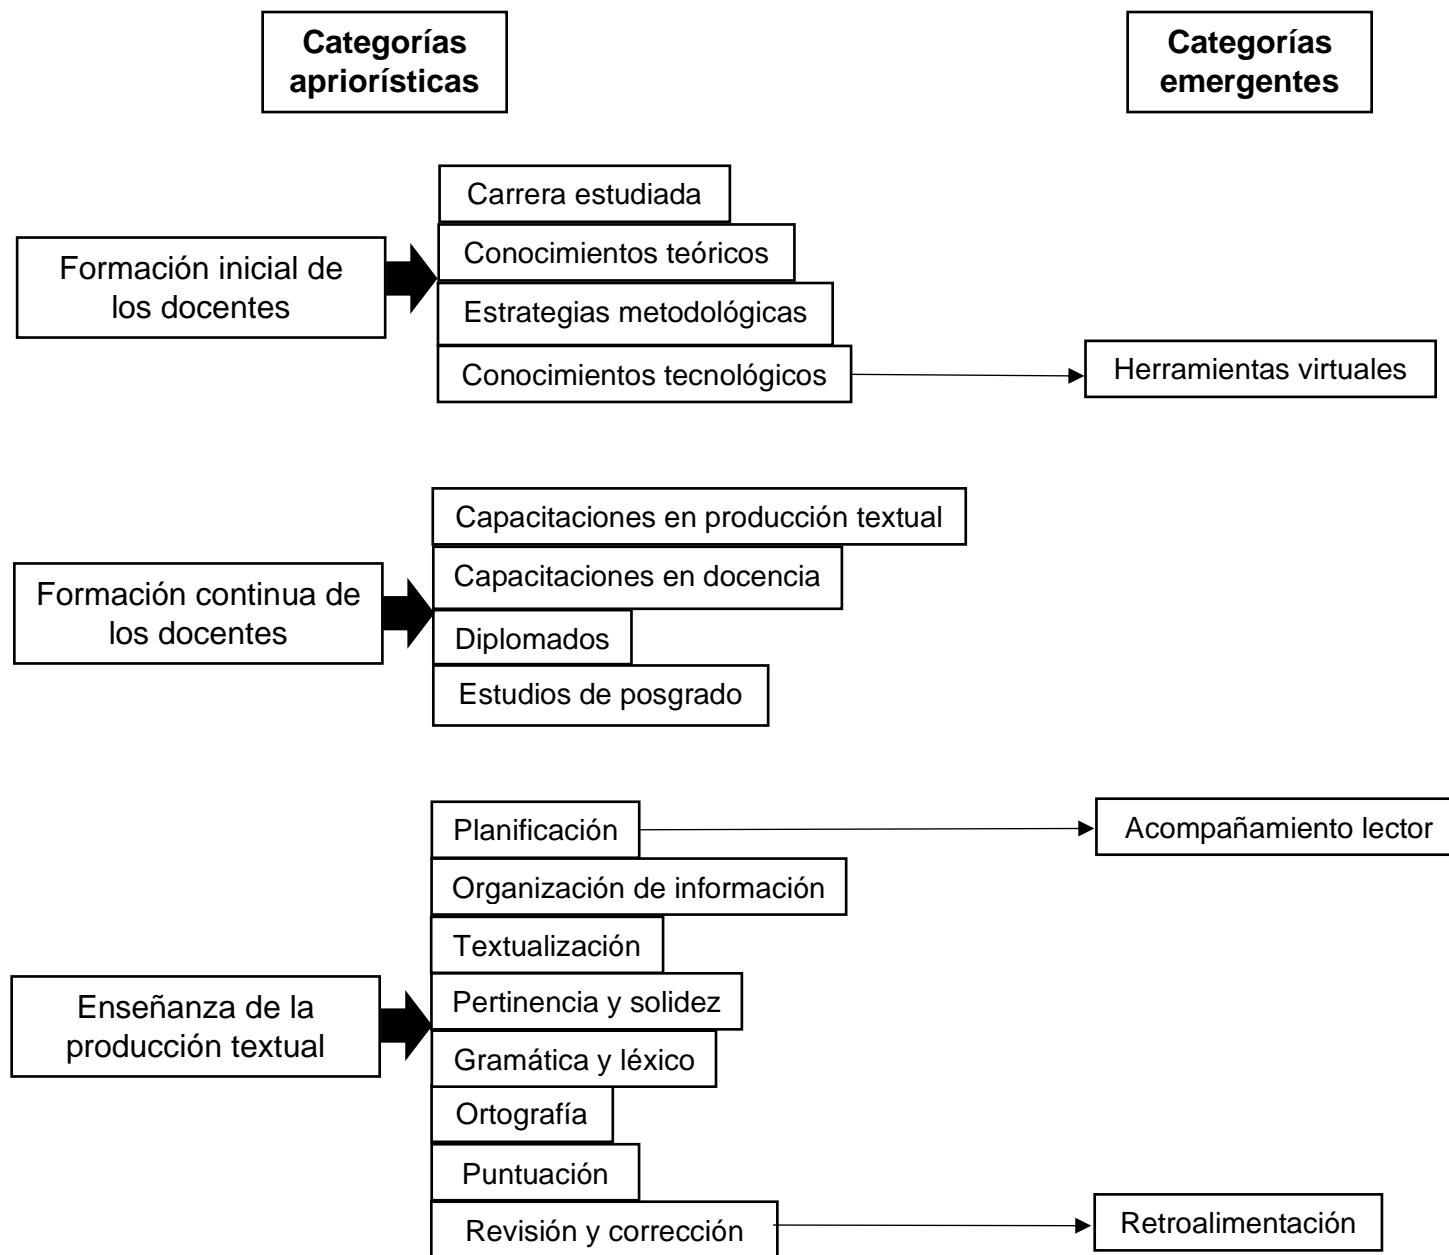 Categorías
apriorísticas
Categorías
emergentes
Formación inicial de
los docentes
Carrera estudiada
Conocimientos teóricos
Estrategias metodológicas
Conocimientos tecnológicos
Herramientas virtuales
Formación continua de
los docentes
Capacitaciones en producción textual
Capacitaciones en docencia
Diplomados
Estudios de posgrado
Enseñanza de la
producción textual
Planificación
Acompañamiento lector
Organización de información
Textualización
Pertinencia y solidez
Gramática y léxico
Ortografía
Puntuación
Revisión y corrección
Retroalimentación